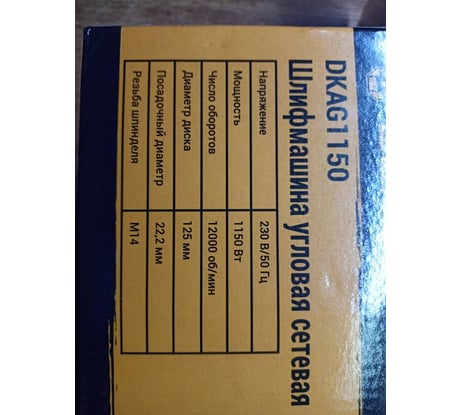 DKAG1150
Шлифмашина угловая сетевая
Напряжение 230 В/50 Гц
Мощность 1150 Вт
Число оборотов 12000 об/мин
Диаметр диска 125 мм
Посадочный диаметр 22,2 мм
Резьба шпинделя М14